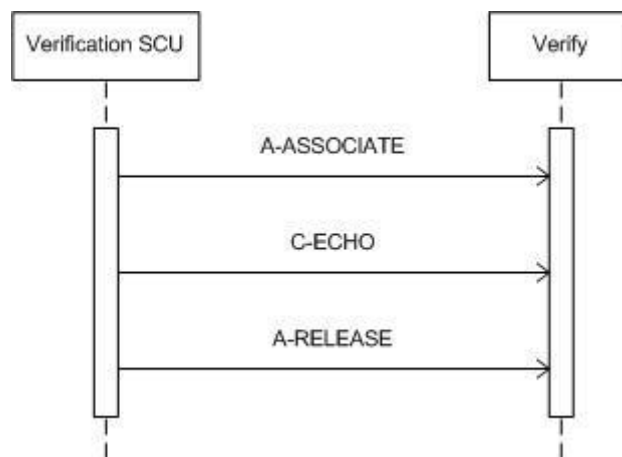 Verification SCU
Verify
A-ASSOCIATE
C-ECHO
A-RELEASE